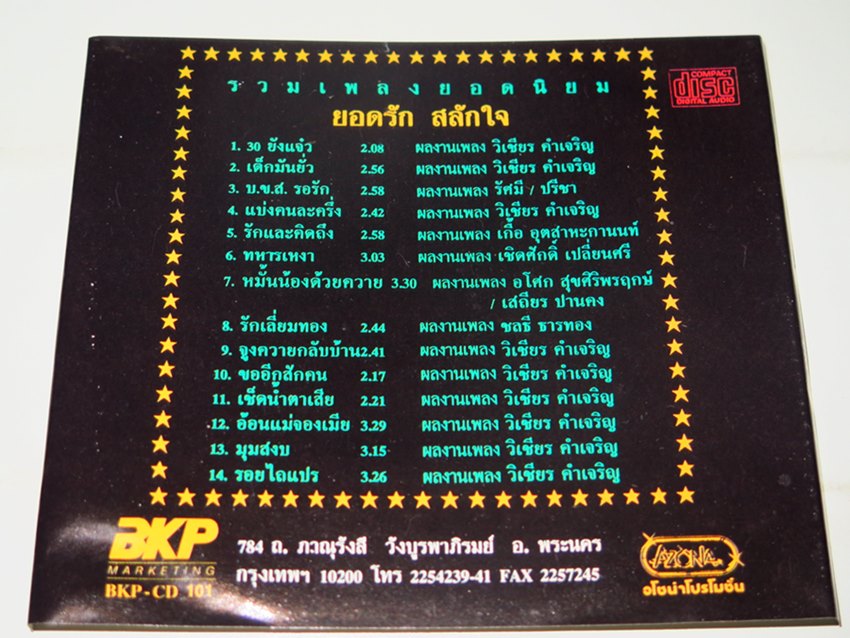 รวมเพลงยอดนิยม
COMPACT
disc
DIGITAL AUDIO
ยอดรัก สลักใจ
1. 30 ยังแจ๋ว 2.08 ผลงานเพลง วิเชียร คำเจริญ
2. เด็กมันยั่ว 2.56 ผลงานเพลง วิเชียร คำเจริญ
3. บ.ข.ส. รอรัก 2.58 ผลงานเพลง รัศมี / ปรีชา
4. แบ่งคนละครึ่ง 2.42 ผลงานเพลง วิเชียร คำเจริญ
5. รักและคิดถึง 2.58 ผลงานเพลง เกื้อ อุตสาหะกานนท์
6. ทหารเหงา 3.03 ผลงานเพลง เชิดศักดิ์ เปลี่ยนศรี
7. หมั้นน้องด้วยควาย 3.30 ผลงานเพลง อโศก สุขศิริพรฤกษ์
/ เสถียร ปานคง
8. รักเลี่ยมทอง 2.44 ผลงานเพลง ชลธี ธารทอง
9. จูงควายกลับบ้าน 2.41 ผลงานเพลง วิเชียร คำเจริญ
10. ขออีกสักคน 2.17 ผลงานเพลง วิเชียร คำเจริญ
11. เช็ดน้ำตาเสีย 2.21 ผลงานเพลง วิเชียร คำเจริญ
12. อ้อนแม่จองเมีย 3.29 ผลงานเพลง วิเชียร คำเจริญ
13. มุมสงบ 3.15 ผลงานเพลง วิเชียร คำเจริญ
14. รอยไถแปร 3.26 ผลงานเพลง วิเชียร คำเจริญ
BKP
MARKETING
BKP-CD 101
784 ถ. ภาณุรังสี วังบูรพาภิรมย์ อ. พระนคร
กรุงเทพฯ 10200 โทร 2254239-41 FAX 2257245
AZONA
อโซน่าโปรโมชั่น